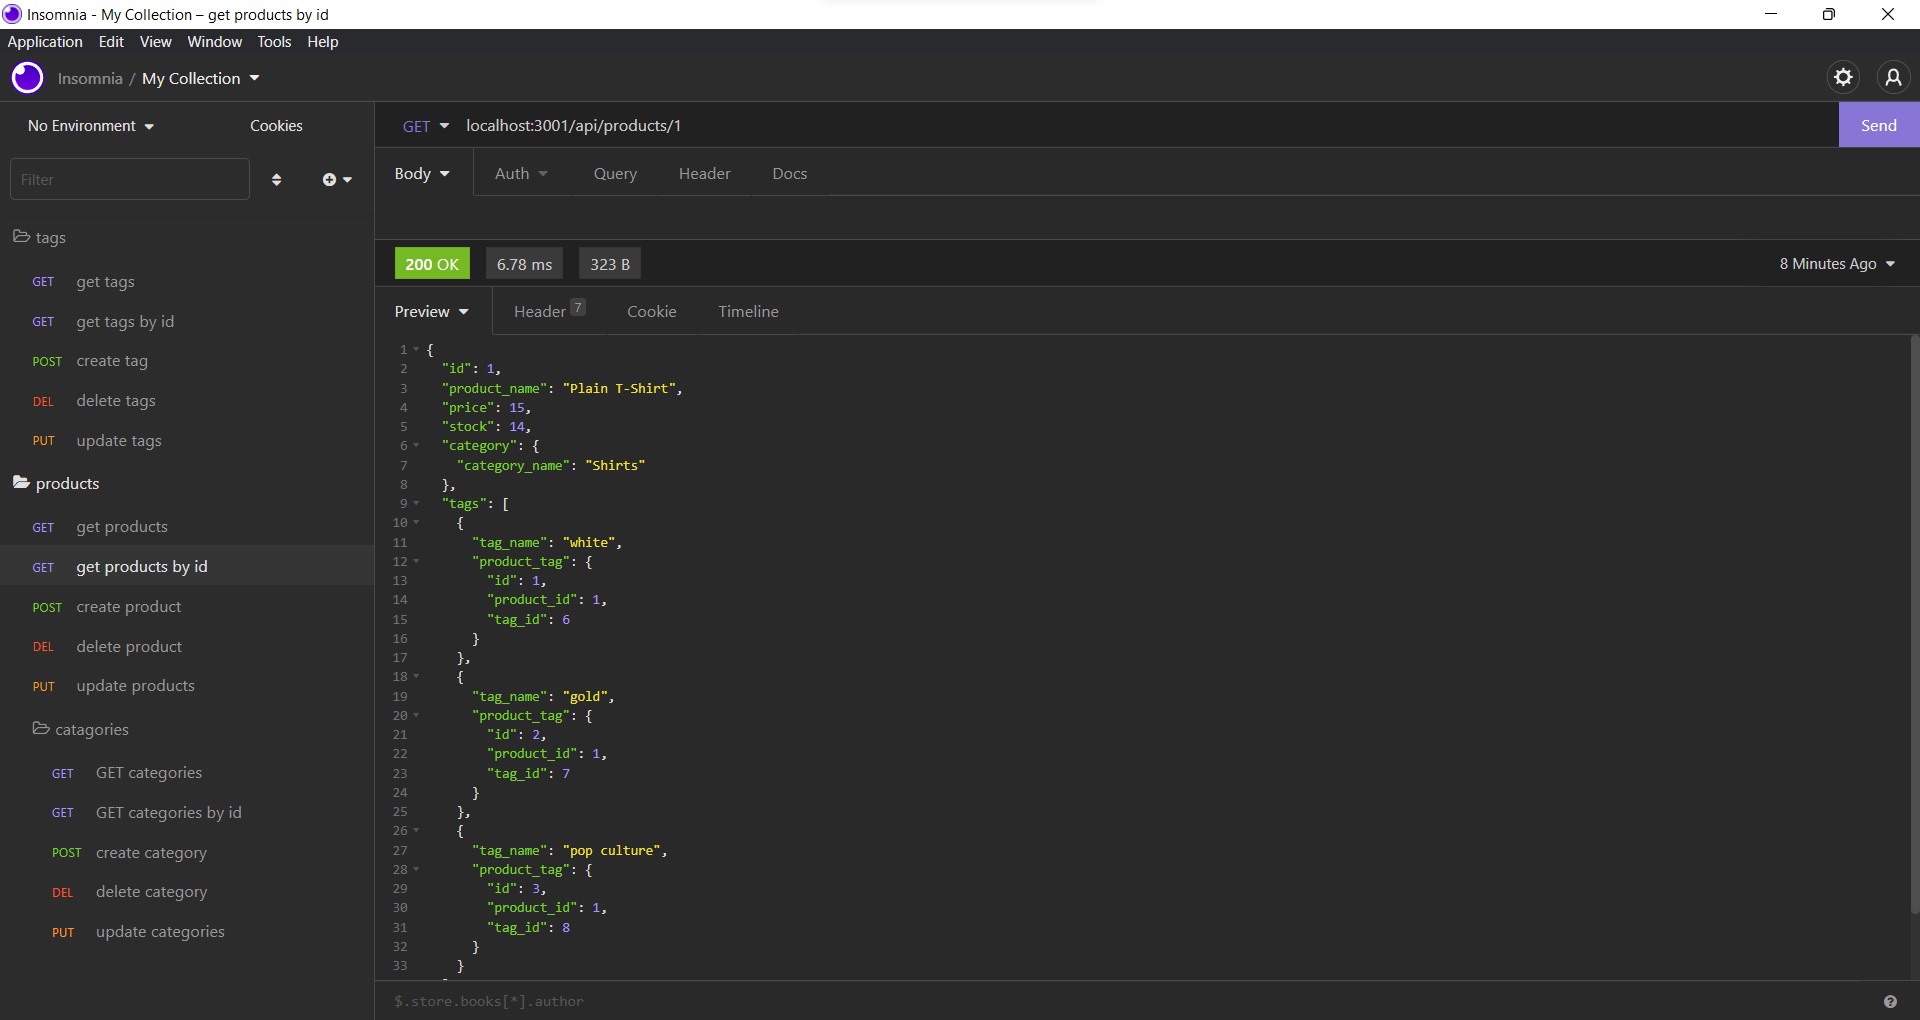 Insomnia - My Collection – get products by id
Application Edit View Window Tools Help
Insomnia / My Collection
No Environment Cookies
Filter
tags
GET get tags
GET get tags by id
POST create tag
DEL delete tags
PUT update tags
products
GET get products
GET get products by id
POST create product
DEL delete product
PUT update products
catagories
GET GET categories
GET GET categories by id
POST create category
DEL delete category
PUT update categories
GET localhost:3001/api/products/1 Send
Body Auth Query Header Docs
200 OK 6.78 ms 323 B 8 Minutes Ago
Preview Header 7 Cookie Timeline
1 {
2 "id": 1,
3 "product_name": "Plain T-Shirt",
4 "price": 15,
5 "stock": 14,
6 "category": {
7 "category_name": "Shirts"
8 },
9 "tags": [
10 {
11 "tag_name": "white",
12 "product_tag": {
13 "id": 1,
14 "product_id": 1,
15 "tag_id": 6
16 }
17 },
18 {
19 "tag_name": "gold",
20 "product_tag": {
21 "id": 2,
22 "product_id": 1,
23 "tag_id": 7
24 }
25 },
26 {
27 "tag_name": "pop culture",
28 "product_tag": {
29 "id": 3,
30 "product_id": 1,
31 "tag_id": 8
32 }
33 }
$.store.books[*].author